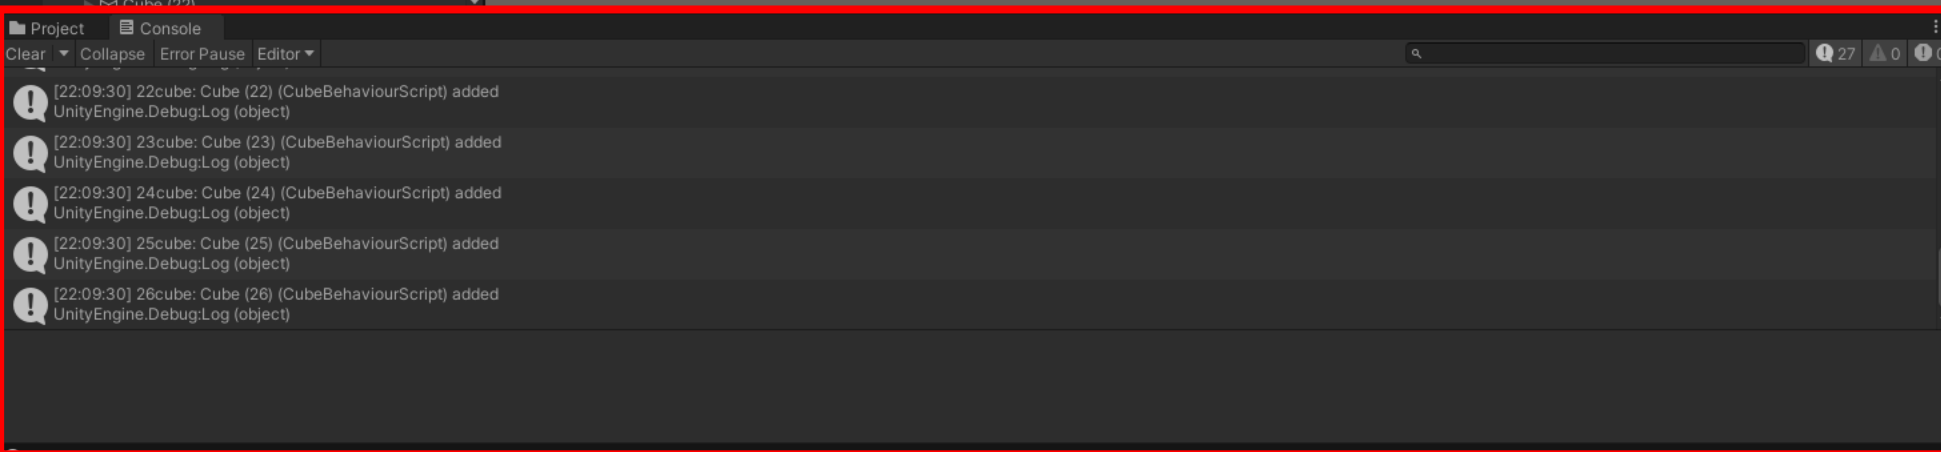 Cube (22)
Project Console
Clear Collapse Error Pause Editor 27 0
[22:09:30] 22cube: Cube (22) (CubeBehaviourScript) added
UnityEngine.Debug:Log (object)
[22:09:30] 23cube: Cube (23) (CubeBehaviourScript) added
UnityEngine.Debug:Log (object)
[22:09:30] 24cube: Cube (24) (CubeBehaviourScript) added
UnityEngine.Debug:Log (object)
[22:09:30] 25cube: Cube (25) (CubeBehaviourScript) added
UnityEngine.Debug:Log (object)
[22:09:30] 26cube: Cube (26) (CubeBehaviourScript) added
UnityEngine.Debug:Log (object)